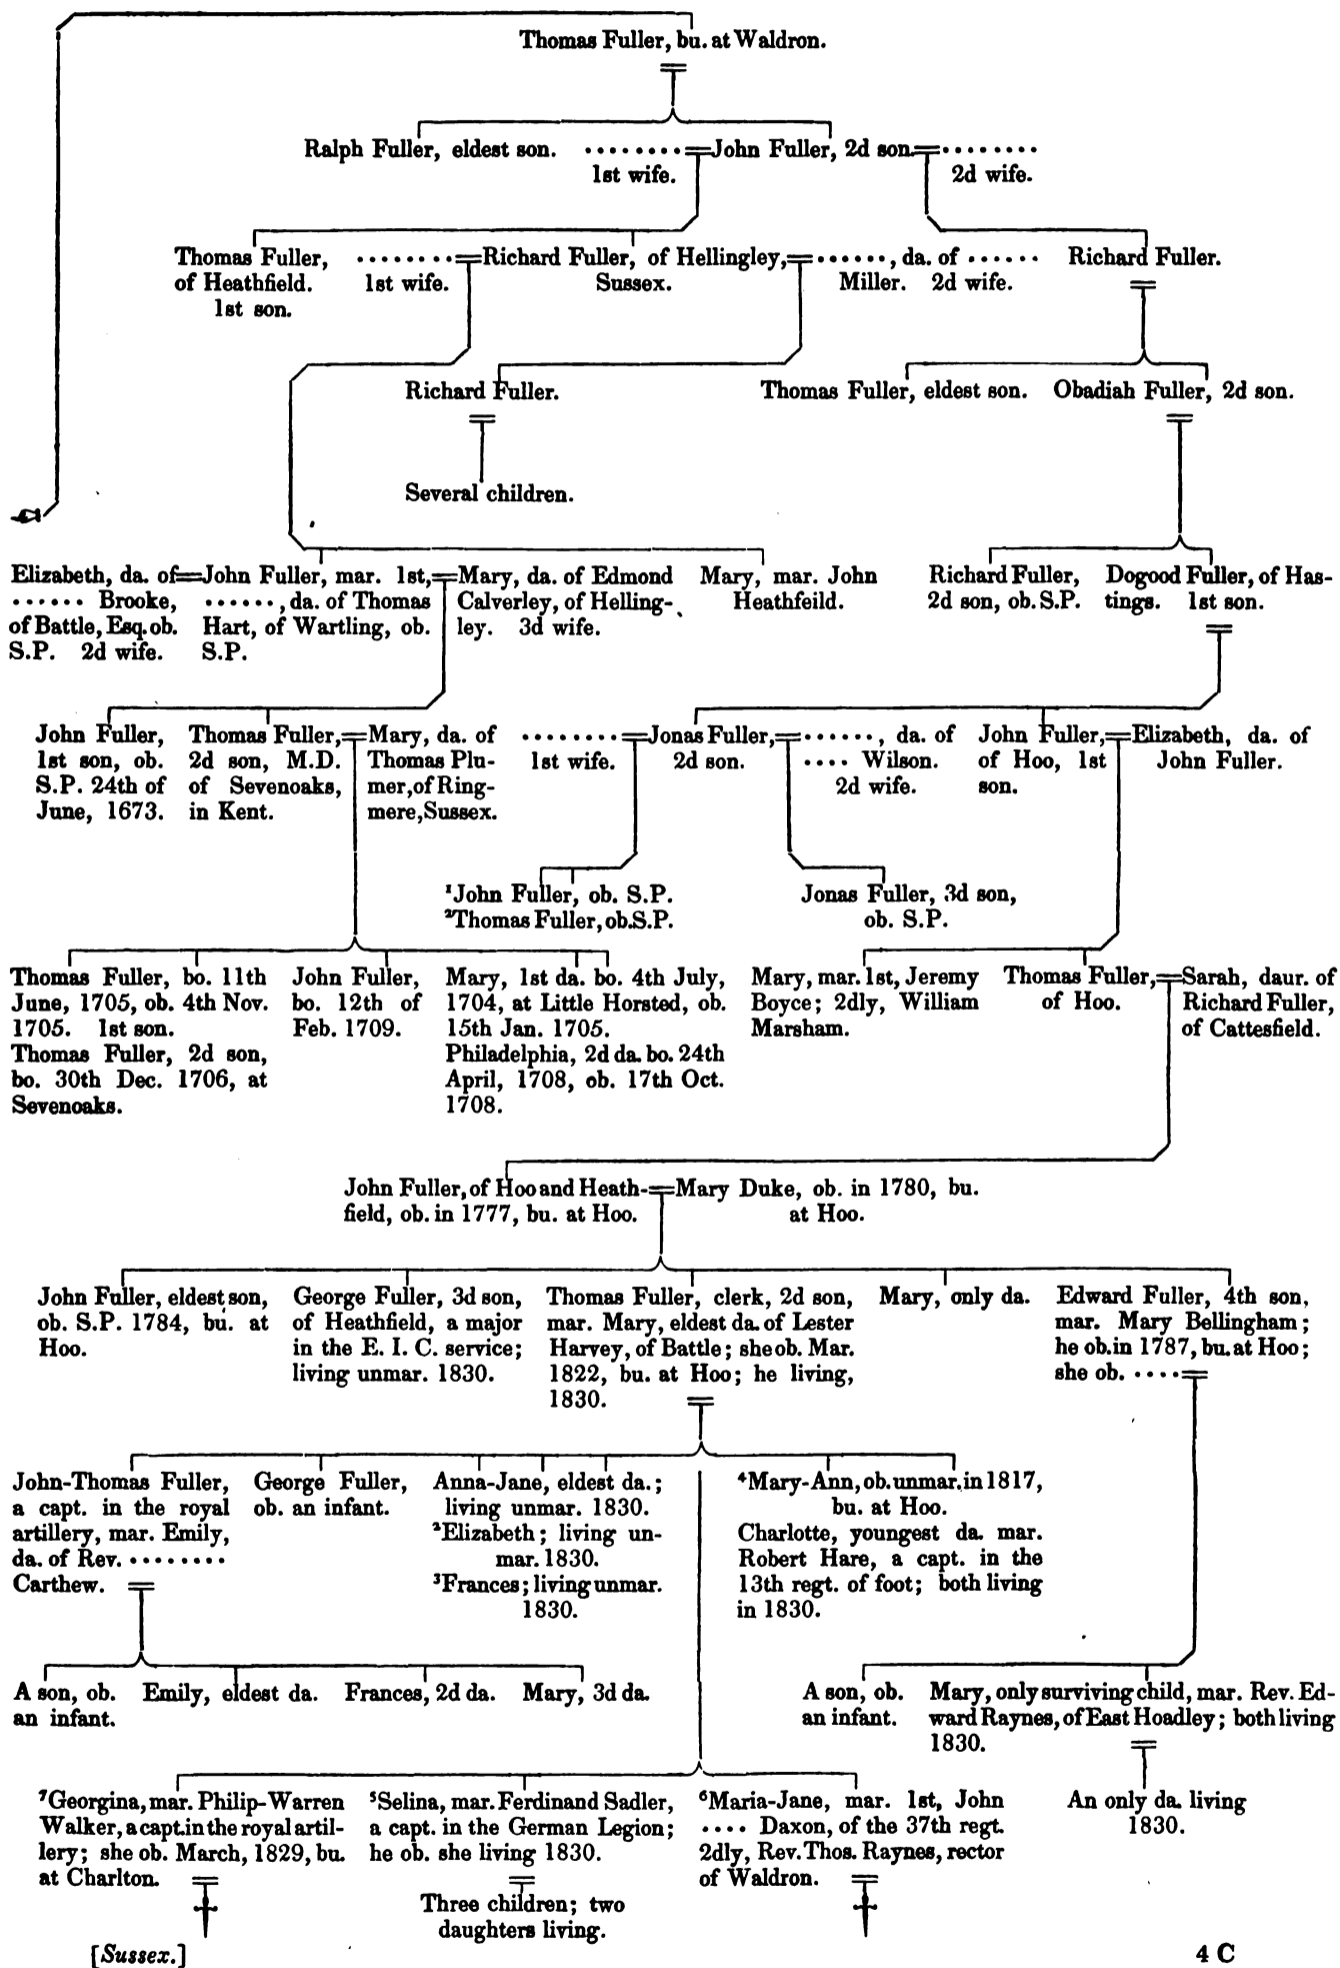 Thomas Fuller, bu. at Waldron.
Ralph Fuller, eldest son.
········
1st wife.
John Fuller, 2d son.
········
2d wife.
Thomas Fuller,
of Heathfield.
1st son.
········
1st wife.
Richard Fuller, of Hellingley,
Sussex.
······, da. of ······
Miller. 2d wife.
Richard Fuller.
Richard Fuller.
Thomas Fuller, eldest son.
Obadiah Fuller, 2d son.
Several children.
Elizabeth, da. of
······ Brooke,
of Battle, Esq. ob.
S.P. 2d wife.
John Fuller, mar. 1st,
······, da. of Thomas
Hart, of Wartling, ob.
S.P.
Mary, da. of Edmond
Calverley, of Helling-
ley. 3d wife.
Mary, mar. John
Heathfeild.
Richard Fuller,
2d son, ob. S.P.
Dogood Fuller, of Has-
tings. 1st son.
John Fuller,
1st son, ob.
S.P. 24th of
June, 1673.
Thomas Fuller,
2d son, M.D.
of Sevenoaks,
in Kent.
Mary, da. of
Thomas Plu-
mer, of Ring-
mere, Sussex.
········
1st wife.
Jonas Fuller,
2d son.
······, da. of
···· Wilson.
2d wife.
John Fuller,
of Hoo, 1st
son.
Elizabeth, da. of
John Fuller.
¹John Fuller, ob. S.P.
²Thomas Fuller, ob. S.P.
Jonas Fuller, 3d son,
ob. S.P.
Thomas Fuller, bo. 11th
June, 1705, ob. 4th Nov.
1705. 1st son.
Thomas Fuller, 2d son,
bo. 30th Dec. 1706, at
Sevenoaks.
John Fuller,
bo. 12th of
Feb. 1709.
Mary, 1st da. bo. 4th July,
1704, at Little Horsted, ob.
15th Jan. 1705.
Philadelphia, 2d da. bo. 24th
April, 1708, ob. 17th Oct.
1708.
Mary, mar. 1st, Jeremy
Boyce; 2dly, William
Marsham.
Thomas Fuller,
of Hoo.
Sarah, daur. of
Richard Fuller,
of Cattesfield.
John Fuller, of Hoo and Heath-
field, ob. in 1777, bu. at Hoo.
Mary Duke, ob. in 1780, bu.
at Hoo.
John Fuller, eldest son,
ob. S.P. 1784, bu. at
Hoo.
George Fuller, 3d son,
of Heathfield, a major
in the E. I. C. service;
living unmar. 1830.
Thomas Fuller, clerk, 2d son,
mar. Mary, eldest da. of Lester
Harvey, of Battle; she ob. Mar.
1822, bu. at Hoo; he living,
1830.
Mary, only da.
Edward Fuller, 4th son,
mar. Mary Bellingham;
he ob. in 1787, bu. at Hoo;
she ob. ····
John-Thomas Fuller,
a capt. in the royal
artillery, mar. Emily,
da. of Rev. ········
Carthew.
George Fuller,
ob. an infant.
Anna-Jane, eldest da.;
living unmar. 1830.
²Elizabeth; living un-
mar. 1830.
³Frances; living unmar.
1830.
⁴Mary-Ann, ob. unmar. in 1817,
bu. at Hoo.
Charlotte, youngest da. mar.
Robert Hare, a capt. in the
13th regt. of foot; both living
in 1830.
A son, ob.
an infant.
Emily, eldest da.
Frances, 2d da.
Mary, 3d da.
A son, ob.
an infant.
Mary, only surviving child, mar. Rev. Ed-
ward Raynes, of East Hoadley; both living
1830.
⁷Georgina, mar. Philip-Warren
Walker, a capt. in the royal artil-
lery; she ob. March, 1829, bu.
at Charlton.
⁵Selina, mar. Ferdinand Sadler,
a capt. in the German Legion;
he ob. she living 1830.
Three children; two
daughters living.
⁶Maria-Jane, mar. 1st, John
···· Daxon, of the 37th regt.
2dly, Rev. Thos. Raynes, rector
of Waldron.
An only da. living
1830.
[Sussex.]
4 C